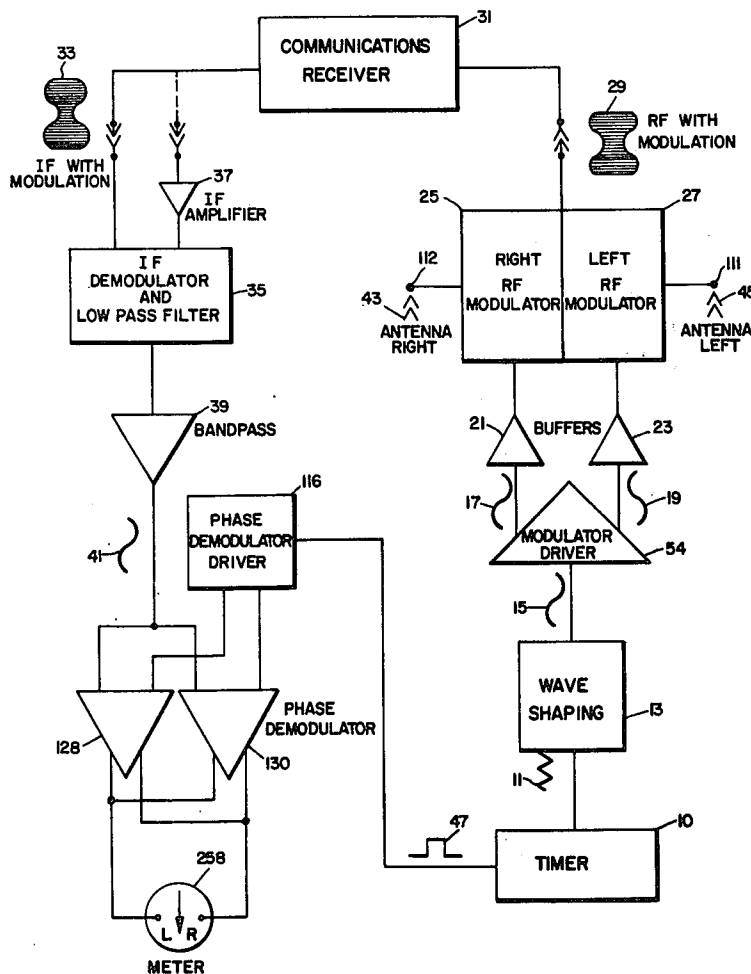 31
COMMUNICATIONS
RECEIVER
33
IF WITH
MODULATION
29
RF WITH
MODULATION
37
IF
AMPLIFIER
25
27
RIGHT
RF
MODULATOR
LEFT
RF
MODULATOR
112
111
43
ANTENNA
RIGHT
45
ANTENNA
LEFT
IF
DEMODULATOR
AND
LOW PASS FILTER
35
39
BANDPASS
21
BUFFERS
23
17
19
116
PHASE
DEMODULATOR
DRIVER
41
MODULATOR
DRIVER
54
15
WAVE
SHAPING
13
PHASE
DEMODULATOR
128
130
11
47
10
TIMER
258
L R
METER